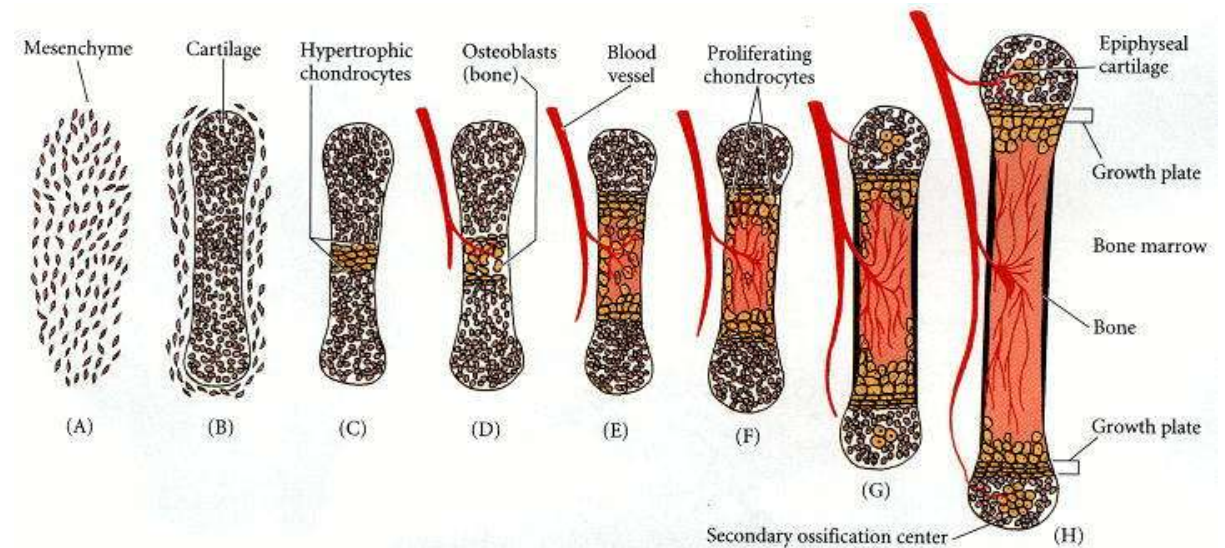 Mesenchyme
Cartilage
Hypertrophic
chondrocytes
Osteoblasts
(bone)
Blood
vessel
Proliferating
chondrocytes
Epiphyseal
cartilage
Growth plate
Bone marrow
Bone
Growth plate
(A)
(B)
(C)
(D)
(E)
(F)
(G)
Secondary ossification center
(H)